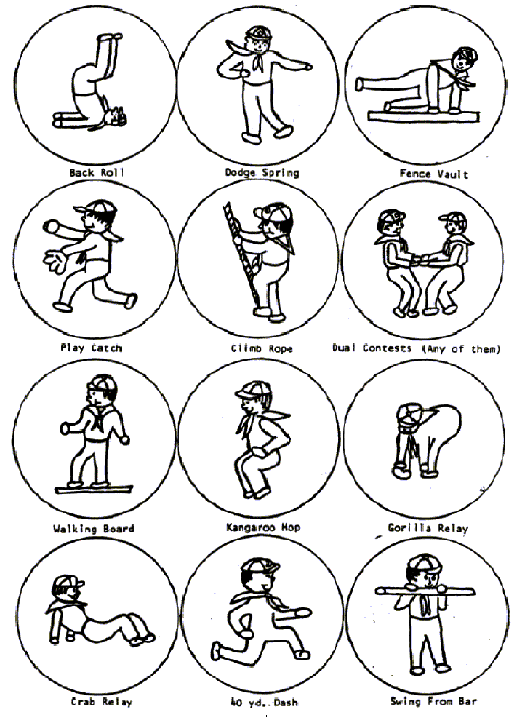 Back Roll
Dodge Spring
Fence Vault
Play Catch
Climb Rope
Dual Contests (Any of them)
Walking Board
Kangaroo Hop
Gorilla Relay
Crab Relay
40 yd. Dash
Swing From Bar